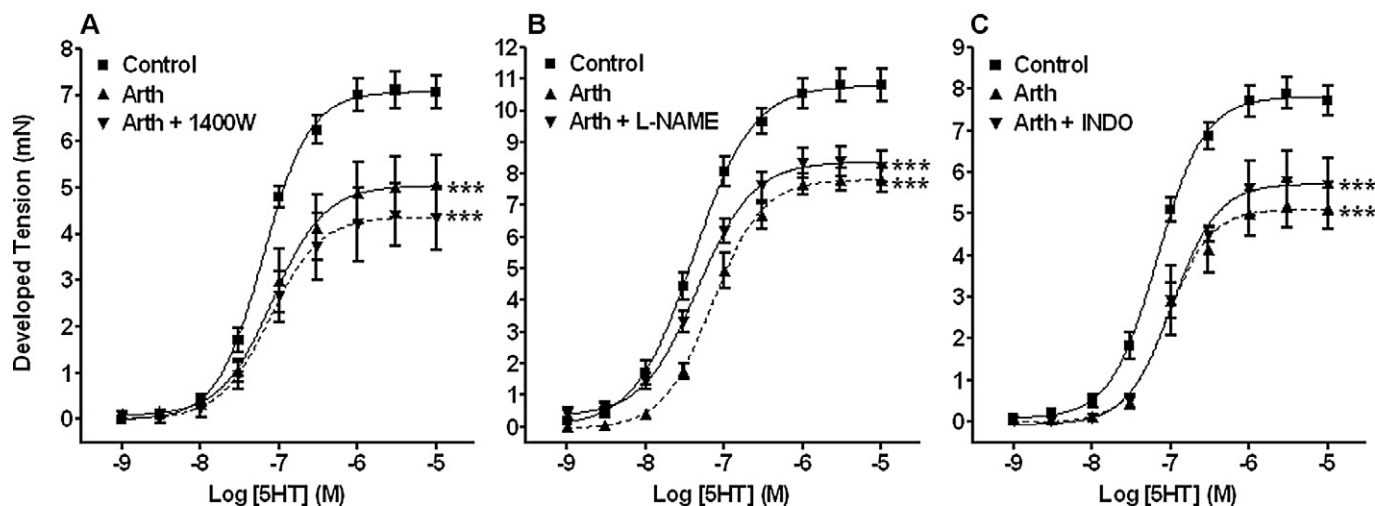 A
Developed Tension (mN)
8
7
6
5
4
3
2
1
0
Control
Arth
Arth + 1400W
***
***
-9 -8 -7 -6 -5
Log [5HT] (M)
B
12
11
10
9
8
7
6
5
4
3
2
1
0
Control
Arth
Arth + L-NAME
***
***
-9 -8 -7 -6 -5
Log [5HT] (M)
C
9
8
7
6
5
4
3
2
1
0
Control
Arth
Arth + INDO
***
***
-9 -8 -7 -6 -5
Log [5HT] (M)